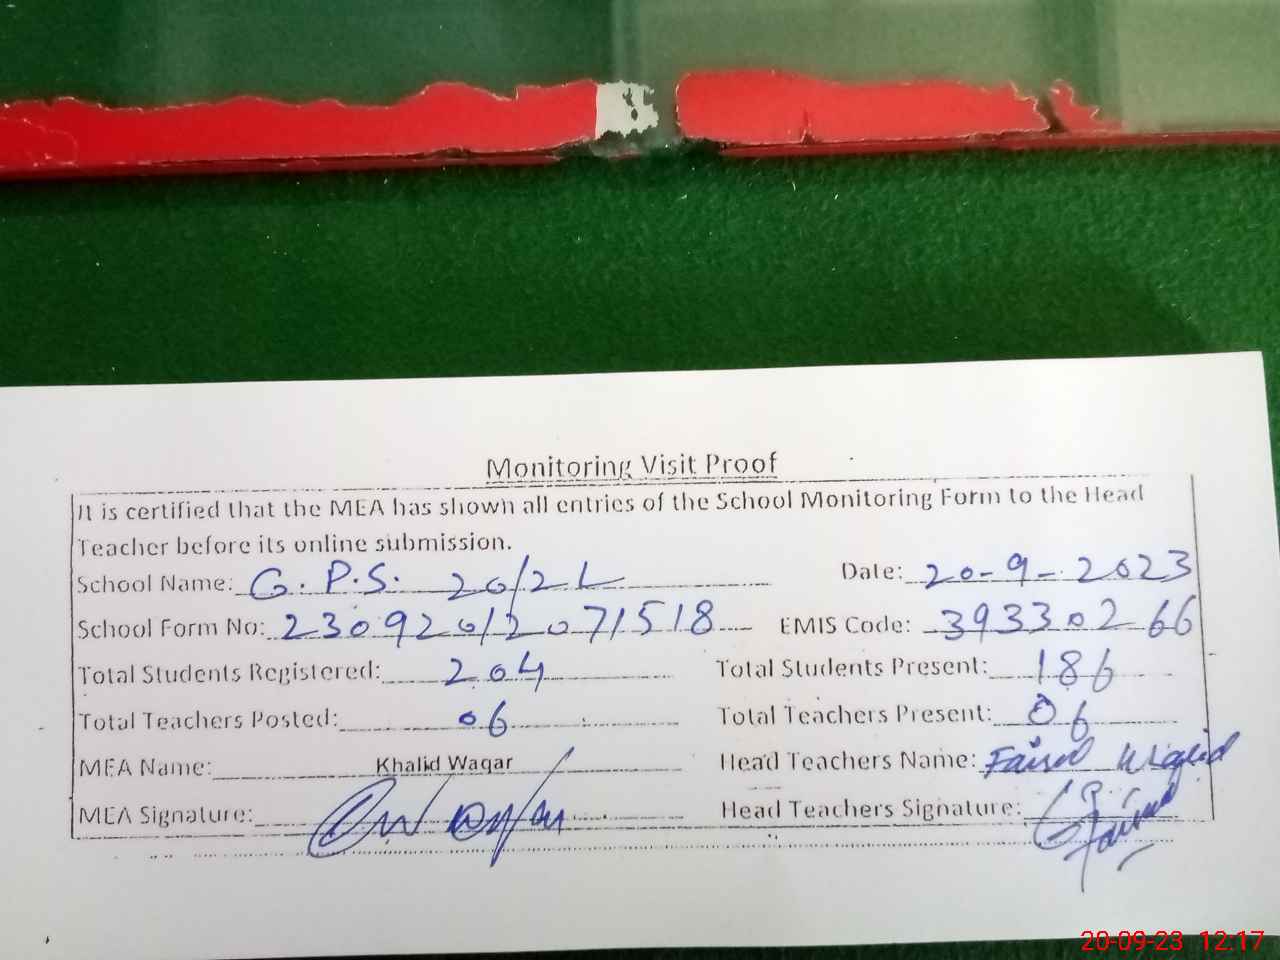 Monitoring Visit Proof
It is certified that the MEA has shown all entries of the School Monitoring Form to the Head
Teacher before its online submission.
School Name: G.P.S. 20/2L Date: 20-9-2023
School Form No: 230920/2071518 EMIS Code: 39330266
Total Students Registered: 204 Total Students Present: 186
Total Teachers Posted: 06 Total Teachers Present: 06
MEA Name: Khalid Waqar Head Teachers Name: Faisal Khalid
MEA Signature: Head Teachers Signature:
20-09-23 12:17